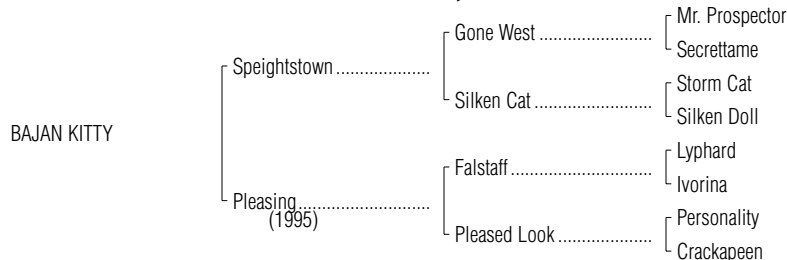 Mr. Prospector
Gone West ........................
Secrettame
Speightstown ....................
Storm Cat
Silken Cat .........................
Silken Doll
BAJAN KITTY
Lyphard
Falstaff ..............................
Ivorina
Pleasing ............................
(1995)
Personality
Pleased Look ....................
Crackapeen